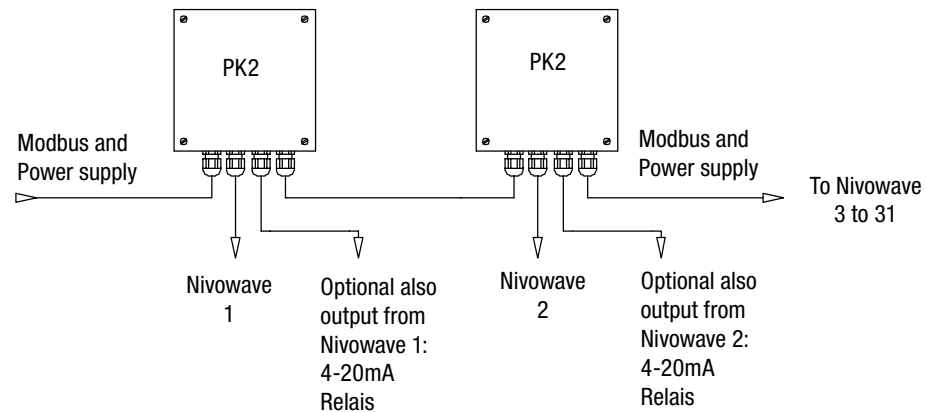 PK2
PK2
Modbus and
Power supply
Modbus and
Power supply
To Nivowave
3 to 31
Nivowave
1
Optional also
output from
Nivowave 1:
4-20mA
Relais
Nivowave
2
Optional also
output from
Nivowave 2:
4-20mA
Relais